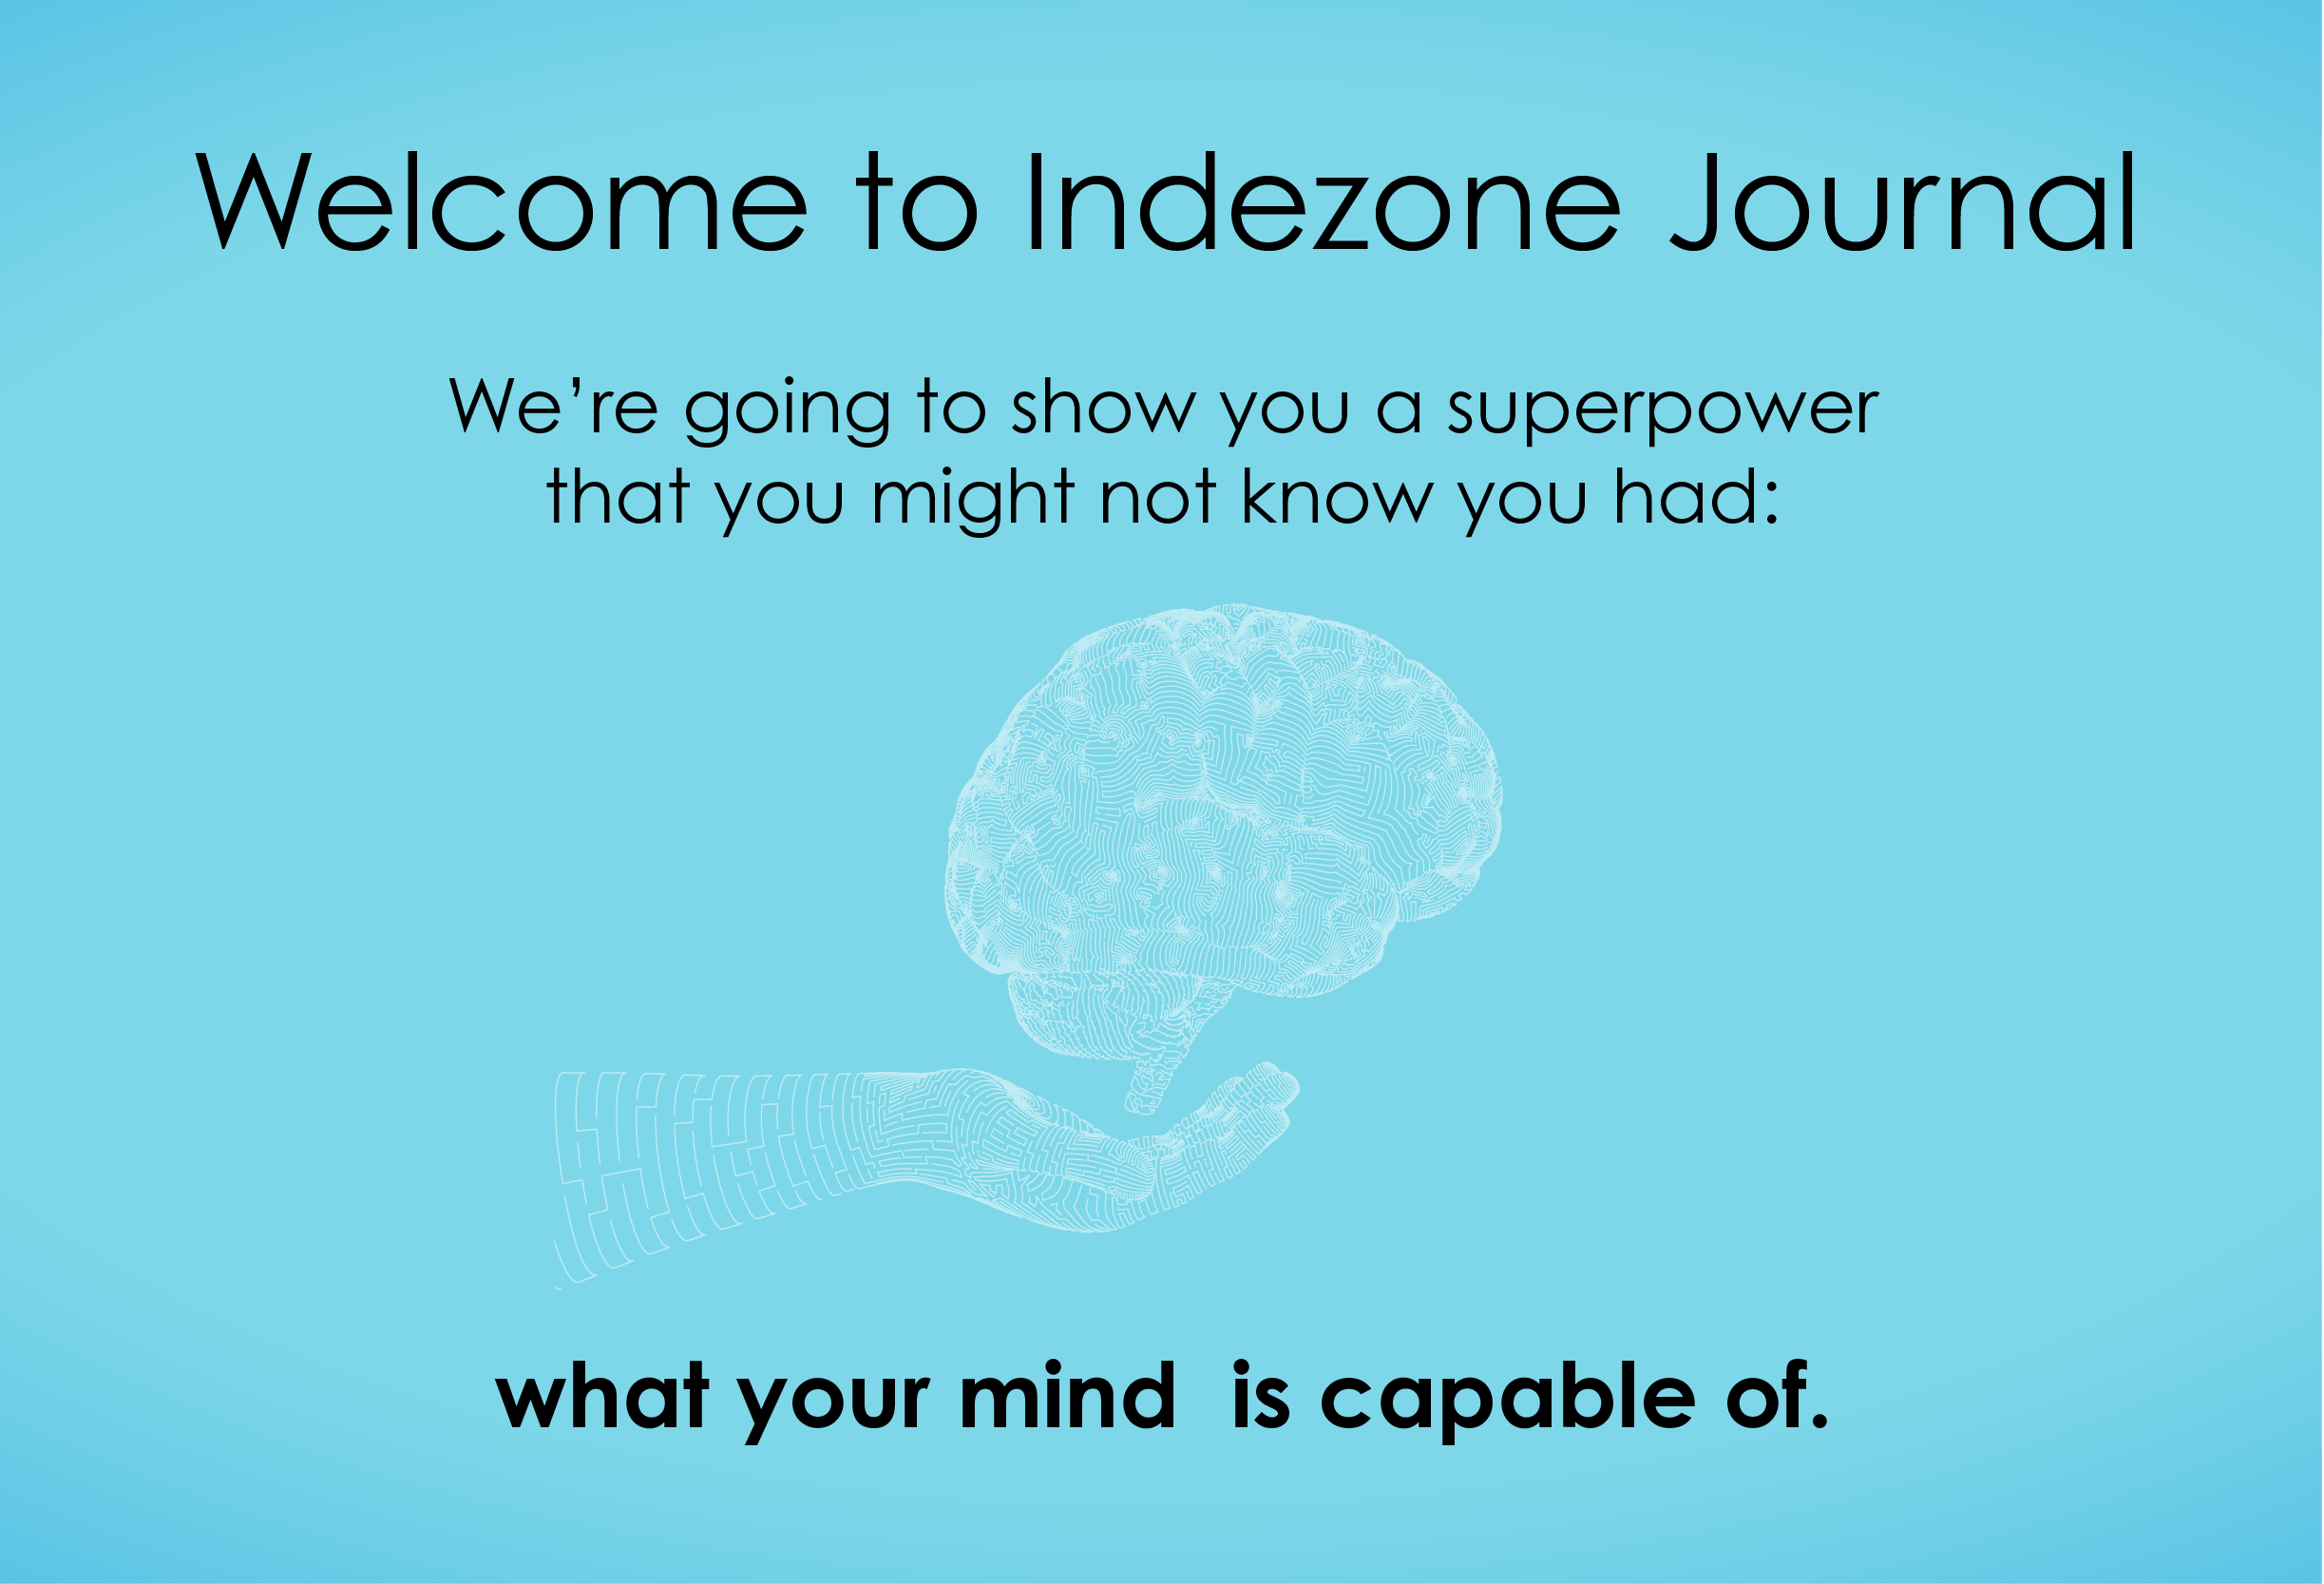 Welcome to Indezone Journal
We’re going to show you a superpower
that you might not know you had:
what your mind  is capable of.